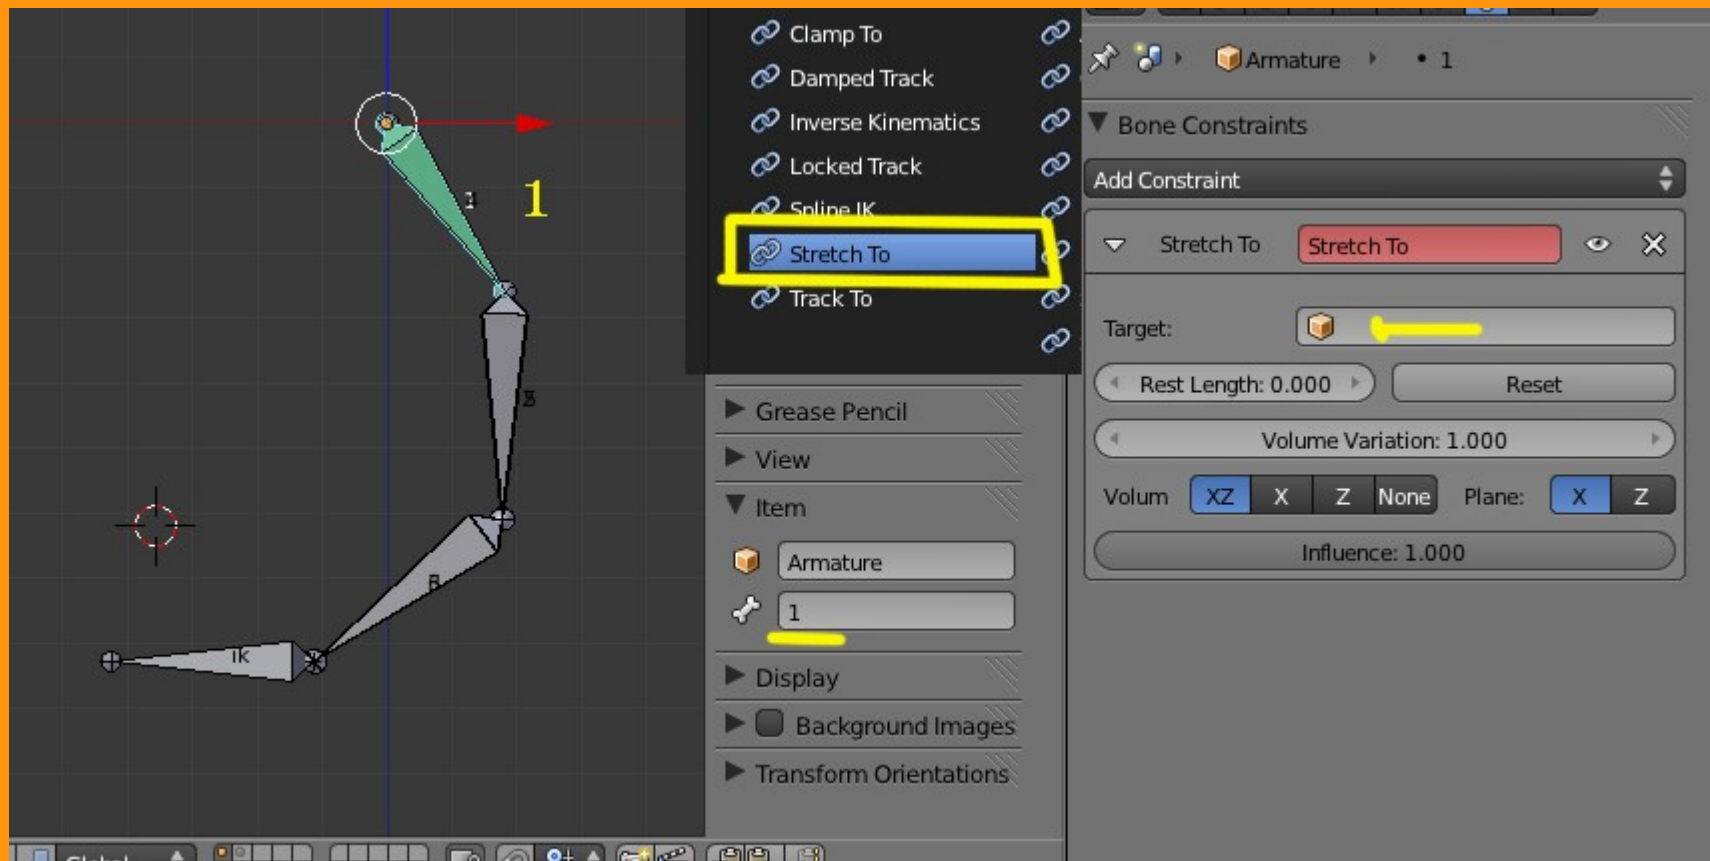 Clamp To
Damped Track
Inverse Kinematics
Locked Track
Spline IK
Stretch To
Track To
1
IK
Grease Pencil
View
Item
Armature
1
Display
Background Images
Transform Orientations
Global
Armature
1
Bone Constraints
Add Constraint
Stretch To Stretch To
Target:
Rest Length: 0.000 Reset
Volume Variation: 1.000
Volum XZ X Z None Plane: X Z
Influence: 1.000